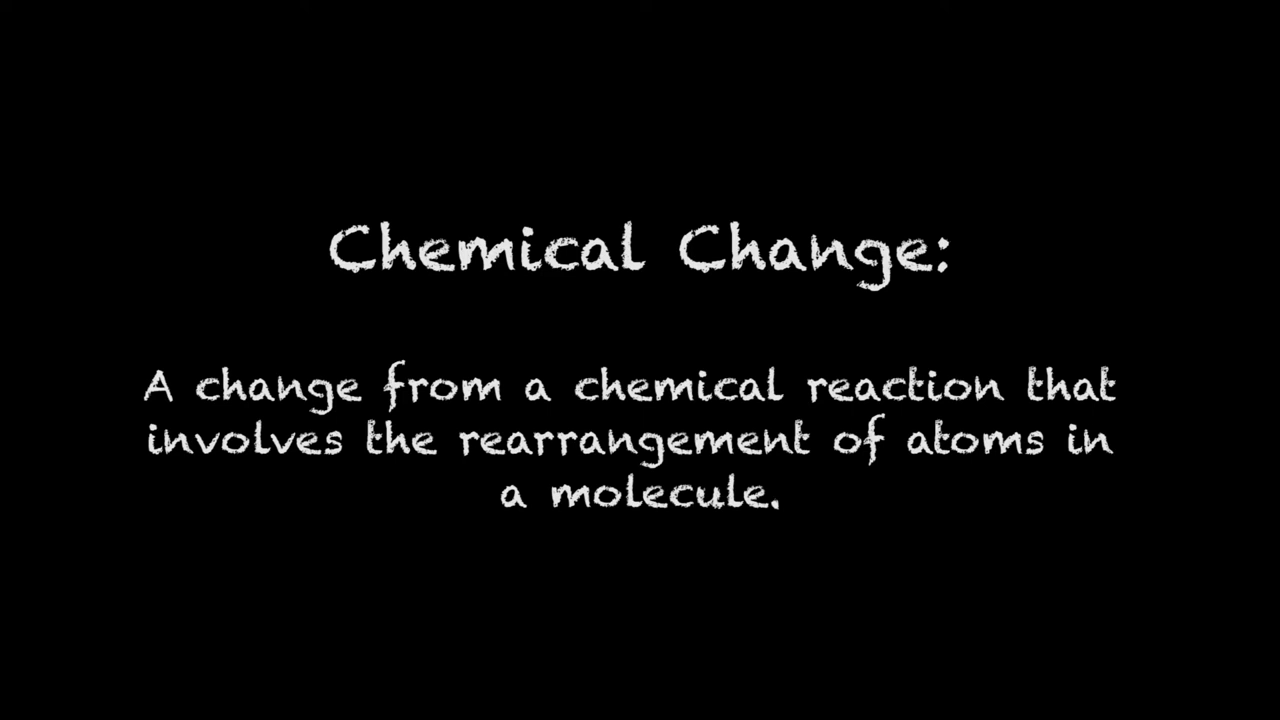 Chemical Change:
A change from a chemical reaction that
involves the rearrangement of atoms in
a molecule.